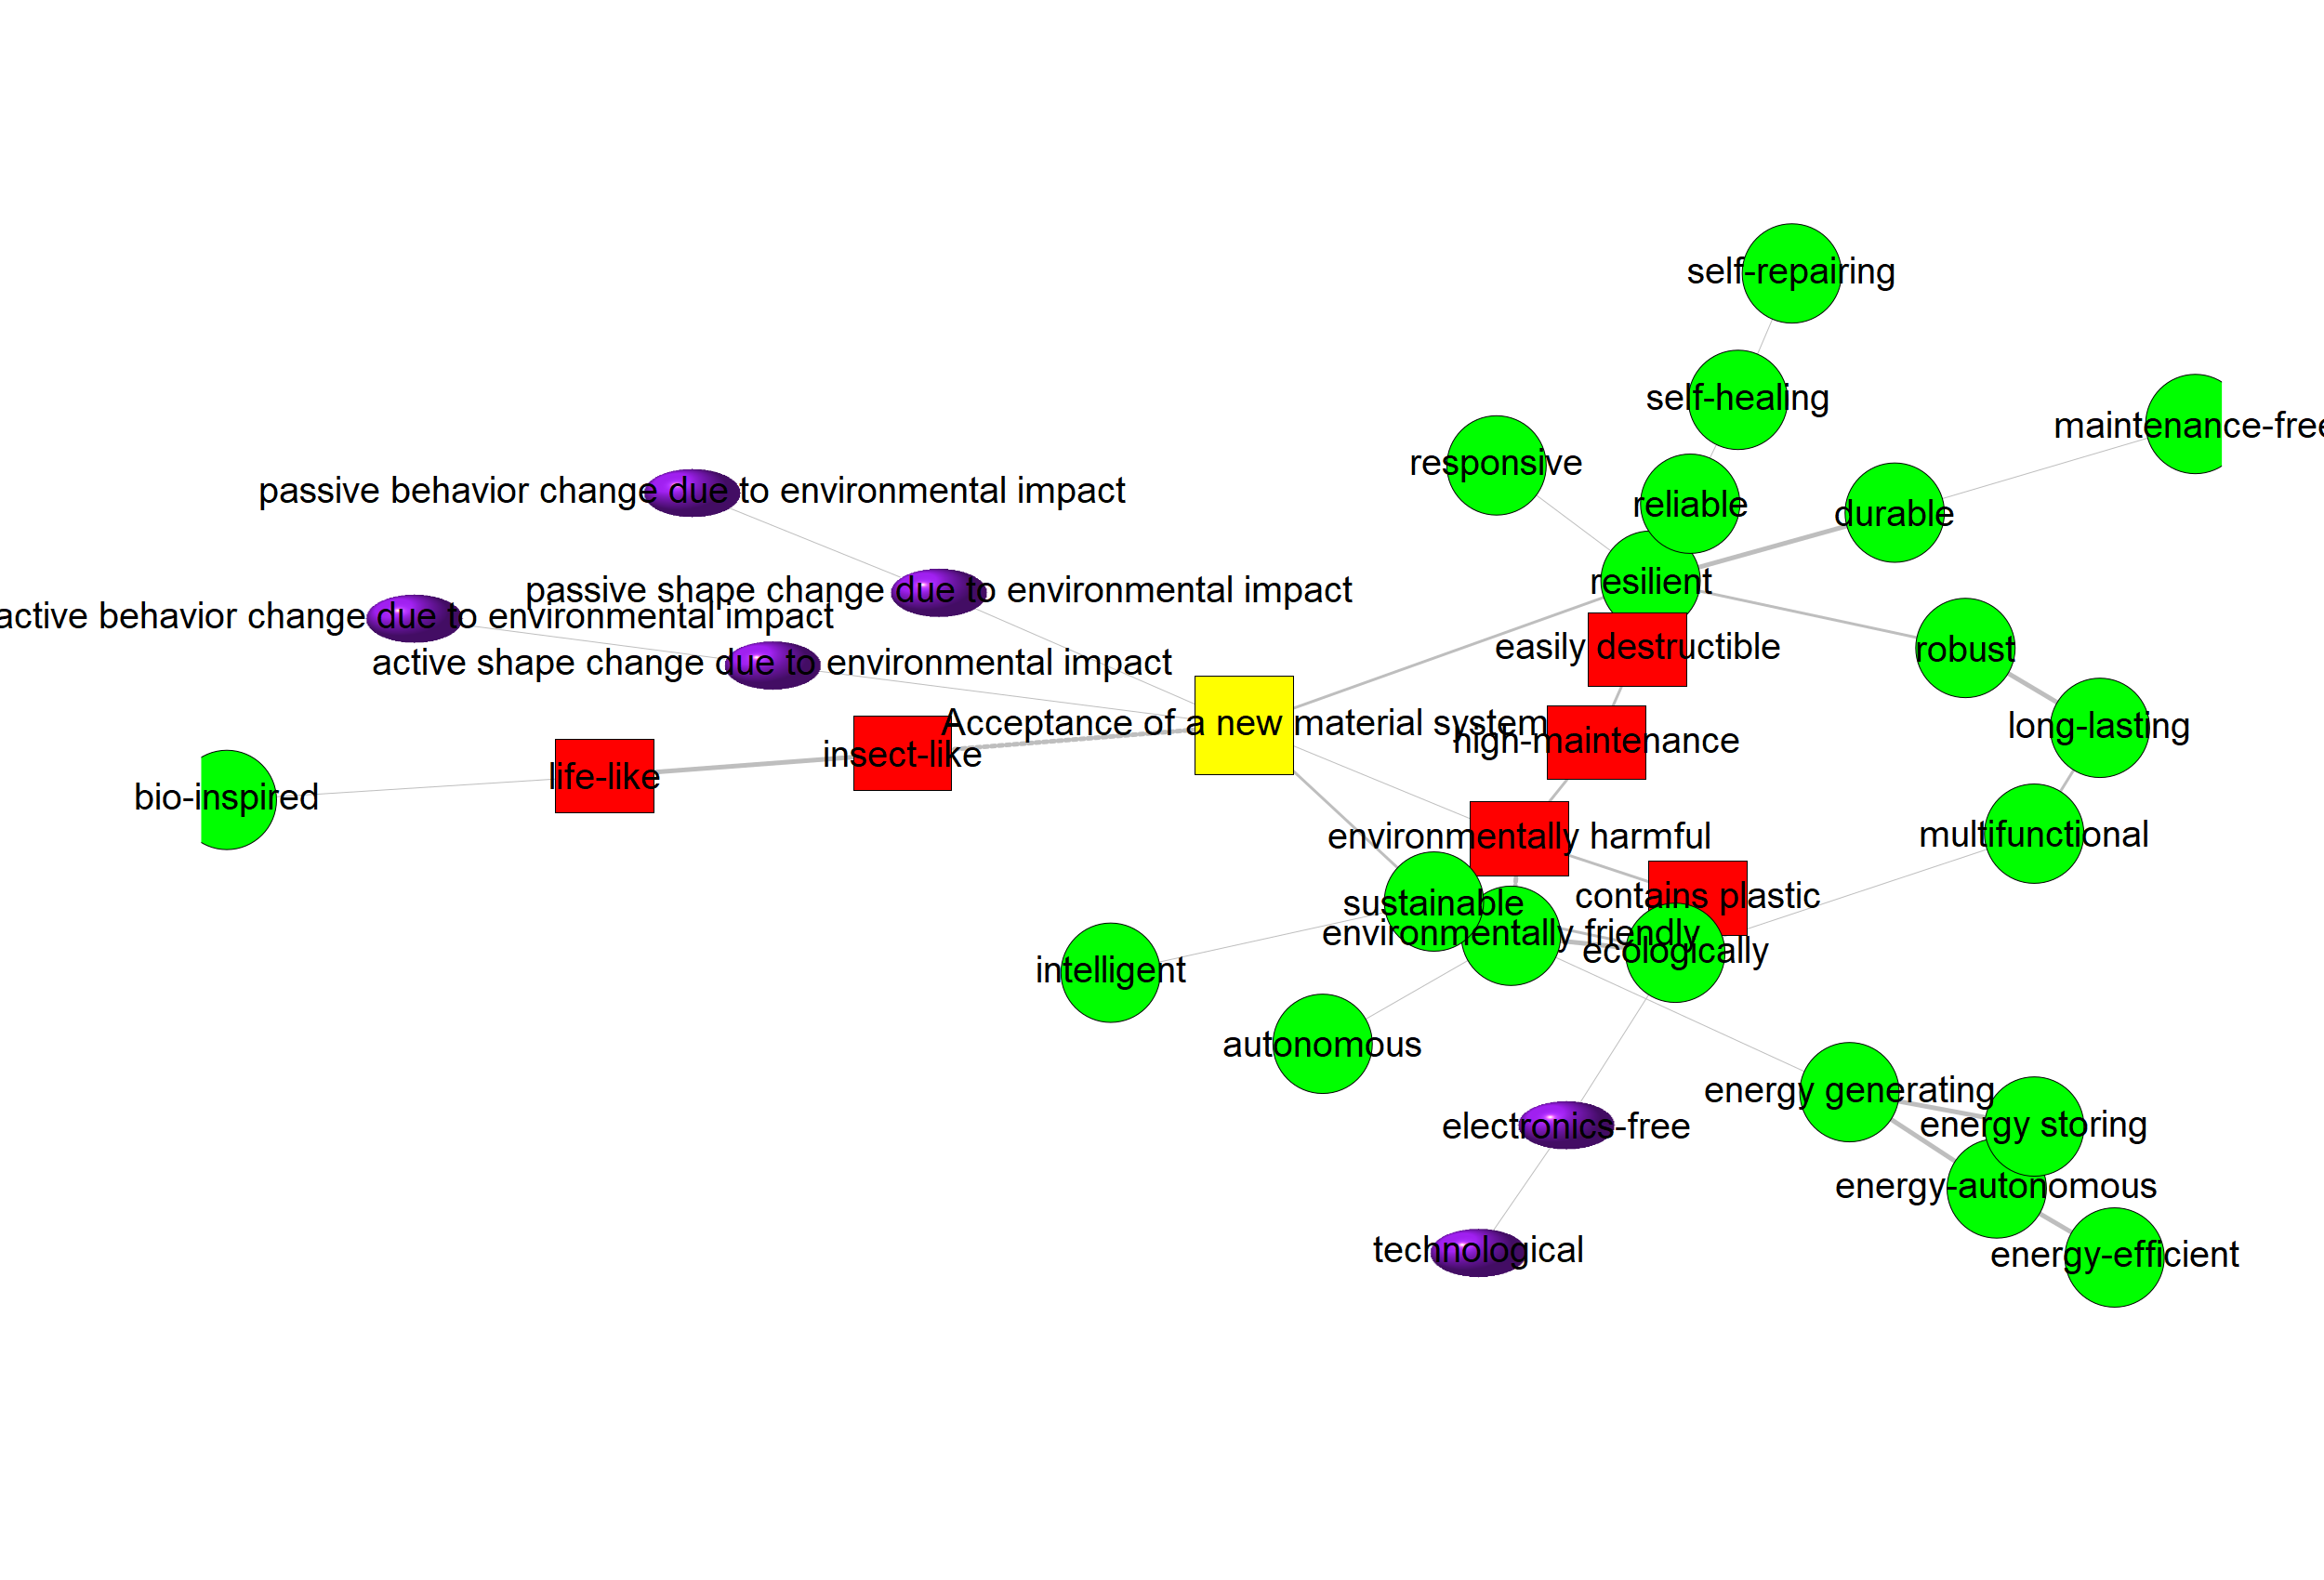 self-repairing
self-healing
maintenance-free
responsive
passive behavior change due to environmental impact
reliable
durable
resilient
passive shape change due to environmental impact
active behavior change due to environmental impact
easily destructible
robust
active shape change due to environmental impact
Acceptance of a new material system
long-lasting
high-maintenance
insect-like
life-like
bio-inspired
environmentally harmful
multifunctional
contains plastic
sustainable
environmentally friendly
ecologically
intelligent
autonomous
energy generating
energy storing
electronics-free
energy-autonomous
technological
energy-efficient